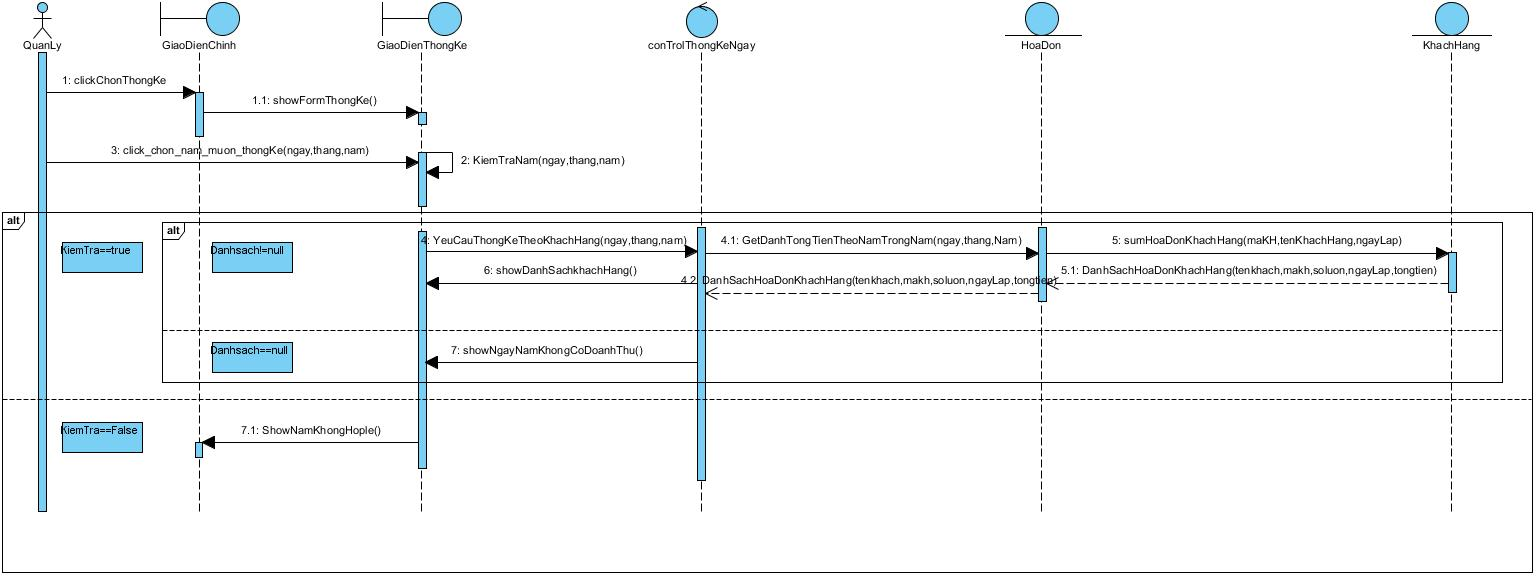 QuanLy
GiaoDienChinh
GiaoDienThongKe
conTrolThongKeNgay
HoaDon
KhachHang
1: clickChonThongKe
1.1: showFormThongKe()
3: click_chon_nam_muon_thongKe(ngay,thang,nam)
2: KiemTraNam(ngay,thang,nam)
alt
alt
KiemTra==true
Danhsach!=null
4: YeuCauThongKeTheoKhachHang(ngay,thang,nam)
4.1: GetDanhTongTienTheoNamTrongNam(ngay,thang,Nam)
5: sumHoaDonKhachHang(maKH,tenKhachHang,ngayLap)
6: showDanhSachkhachHang()
5.1: DanhSachHoaDonKhachHang(tenkhach,makh,soluon,ngayLap,tongtien)
4.2: DanhSachHoaDonKhachHang(tenkhach,makh,soluon,ngayLap,tongtien)
Danhsach==null
7: showNgayNamKhongCoDoanhThu()
KiemTra==False
7.1: ShowNamKhongHople()